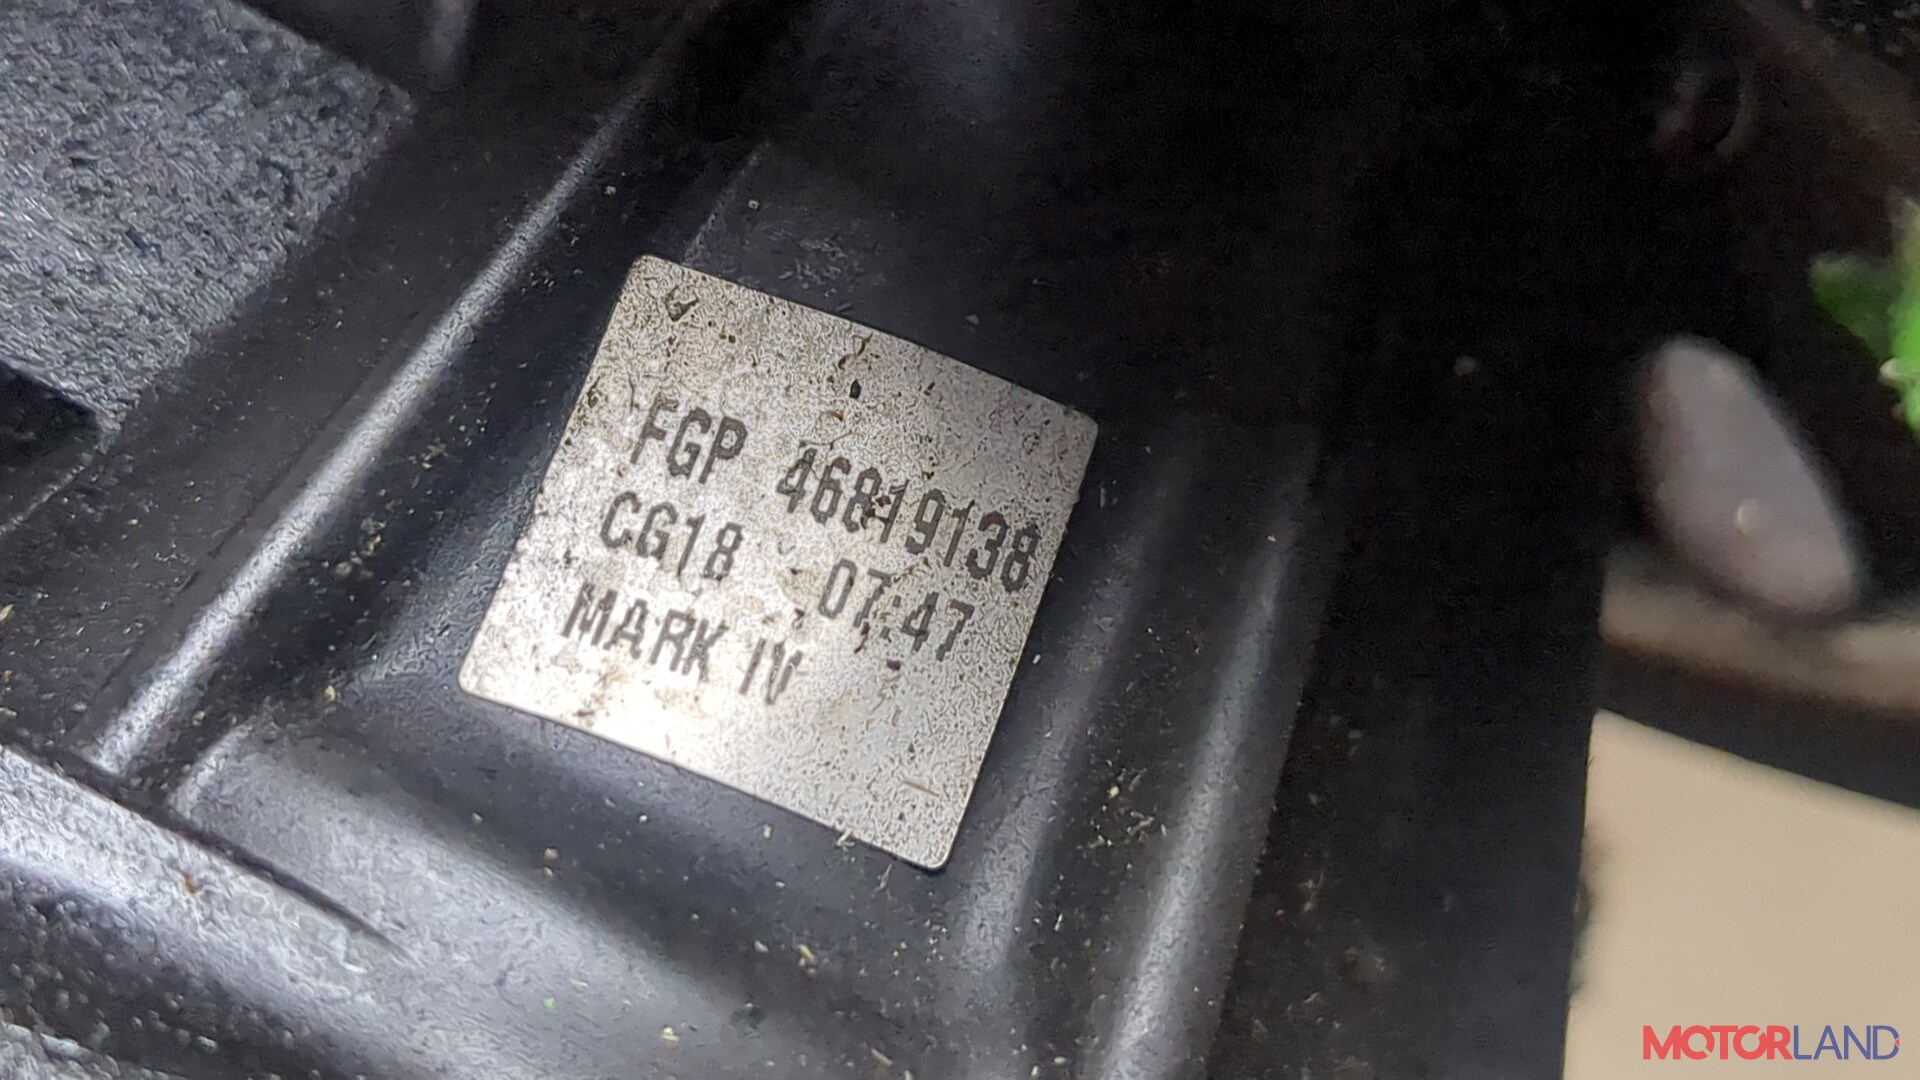 FGP 46819138
CG18 07:47
MARK IV
MOTORLAND